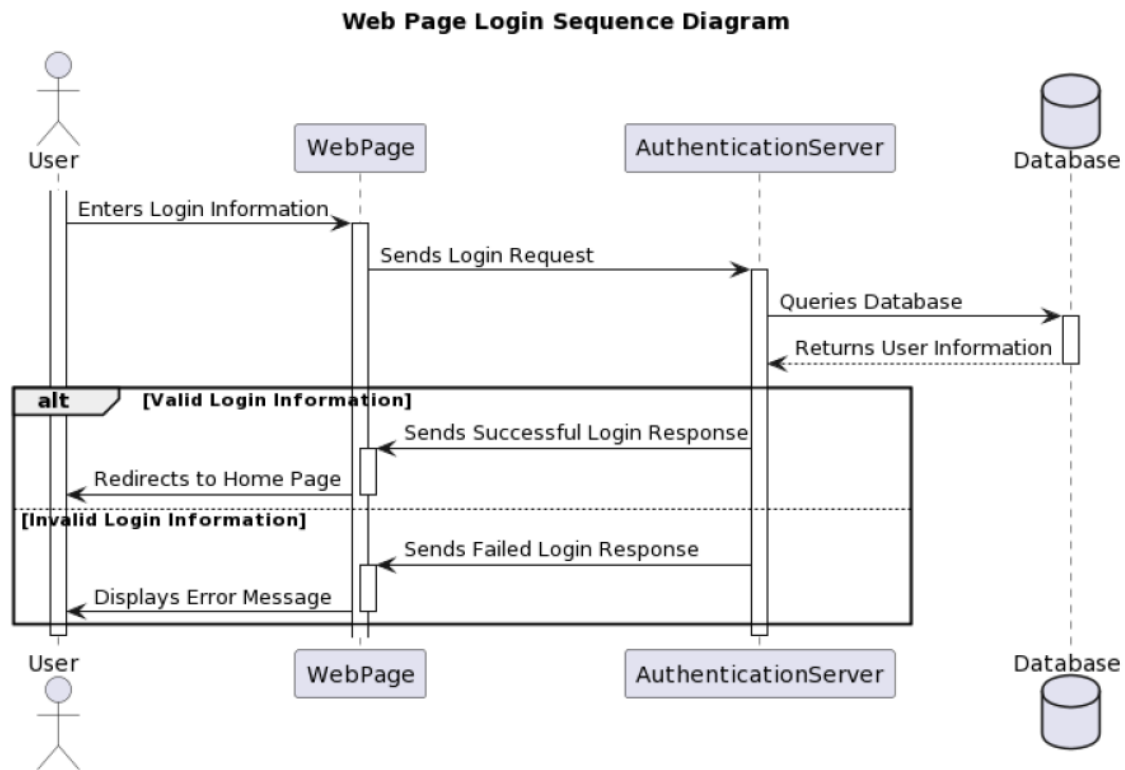 Web Page Login Sequence Diagram
User
WebPage
AuthenticationServer
Database
Enters Login Information
Sends Login Request
Queries Database
Returns User Information
alt
[Valid Login Information]
Sends Successful Login Response
Redirects to Home Page
[Invalid Login Information]
Sends Failed Login Response
Displays Error Message
User
WebPage
AuthenticationServer
Database